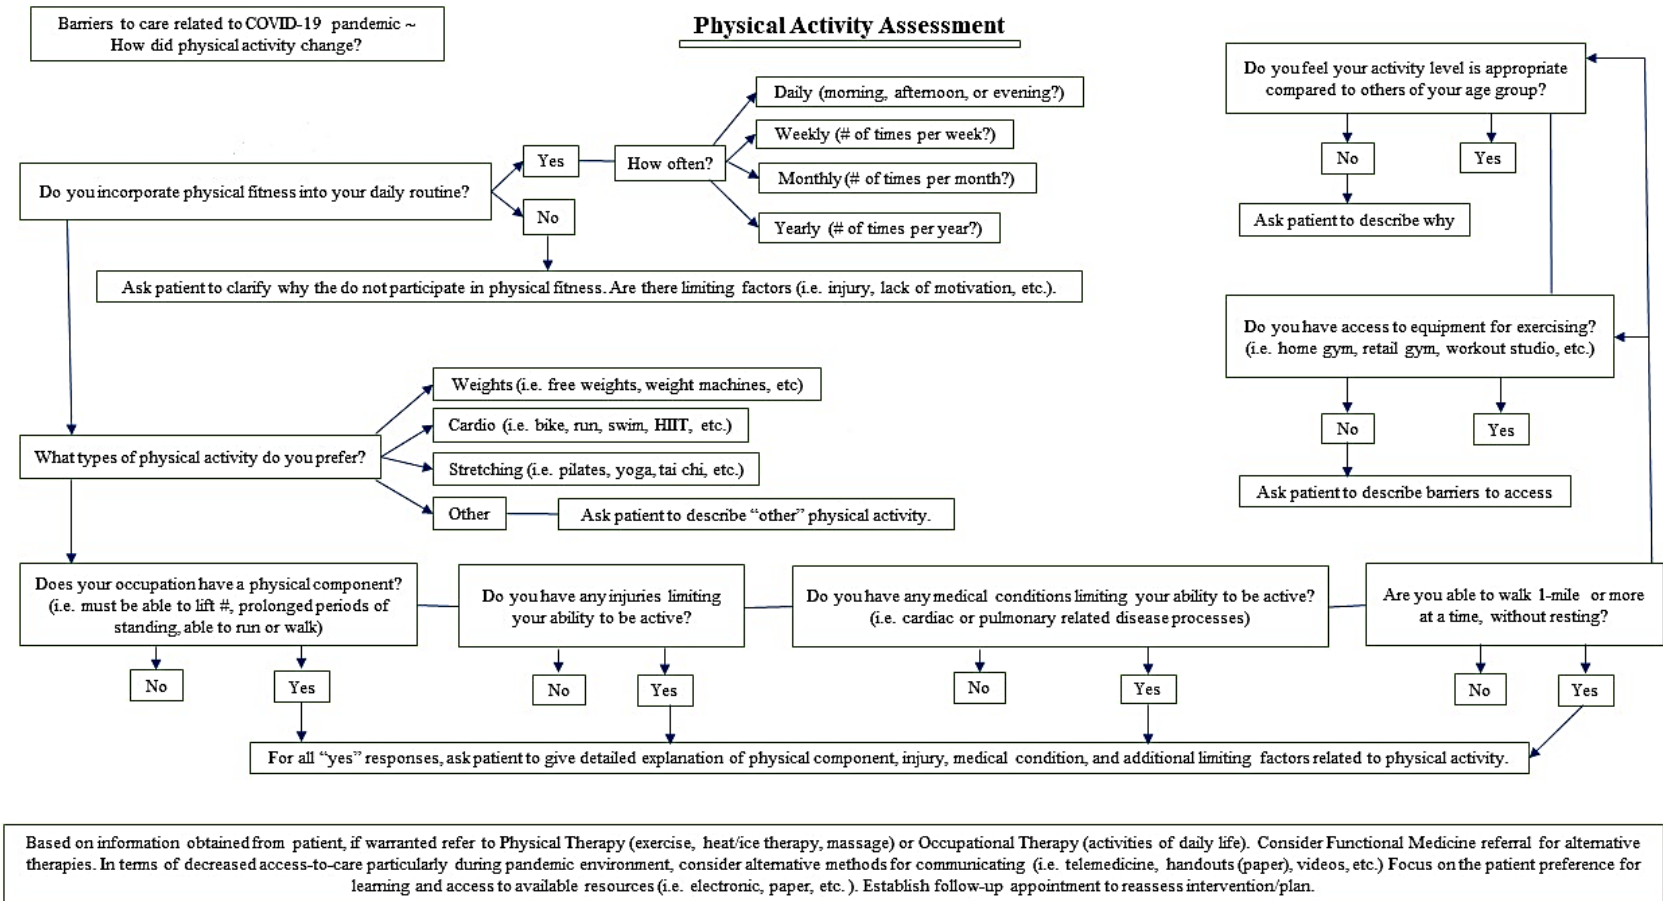 Barriers to care related to COVID-19 pandemic ~
How did physical activity change?
Physical Activity Assessment
Do you incorporate physical fitness into your daily routine?
Yes
No
How often?
Daily (morning, afternoon, or evening?)
Weekly (# of times per week?)
Monthly (# of times per month?)
Yearly (# of times per year?)
Ask patient to clarify why the do not participate in physical fitness. Are there limiting factors (i.e. injury, lack of motivation, etc.).
What types of physical activity do you prefer?
Weights (i.e. free weights, weight machines, etc)
Cardio (i.e. bike, run, swim, HIIT, etc.)
Stretching (i.e. pilates, yoga, tai chi, etc.)
Other
Ask patient to describe “other” physical activity.
Does your occupation have a physical component?
(i.e. must be able to lift #, prolonged periods of
standing, able to run or walk)
No
Yes
Do you have any injuries limiting
your ability to be active?
No
Yes
Do you have any medical conditions limiting your ability to be active?
(i.e. cardiac or pulmonary related disease processes)
No
Yes
Are you able to walk 1-mile or more
at a time, without resting?
No
Yes
For all “yes” responses, ask patient to give detailed explanation of physical component, injury, medical condition, and additional limiting factors related to physical activity.
Do you feel your activity level is appropriate
compared to others of your age group?
No
Yes
Ask patient to describe why
Do you have access to equipment for exercising?
(i.e. home gym, retail gym, workout studio, etc.)
No
Yes
Ask patient to describe barriers to access
Based on information obtained from patient, if warranted refer to Physical Therapy (exercise, heat/ice therapy, massage) or Occupational Therapy (activities of daily life). Consider Functional Medicine referral for alternative
therapies. In terms of decreased access-to-care particularly during pandemic environment, consider alternative methods for communicating (i.e. telemedicine, handouts (paper), videos, etc.) Focus on the patient preference for
learning and access to available resources (i.e. electronic, paper, etc. ). Establish follow-up appointment to reassess intervention/plan.